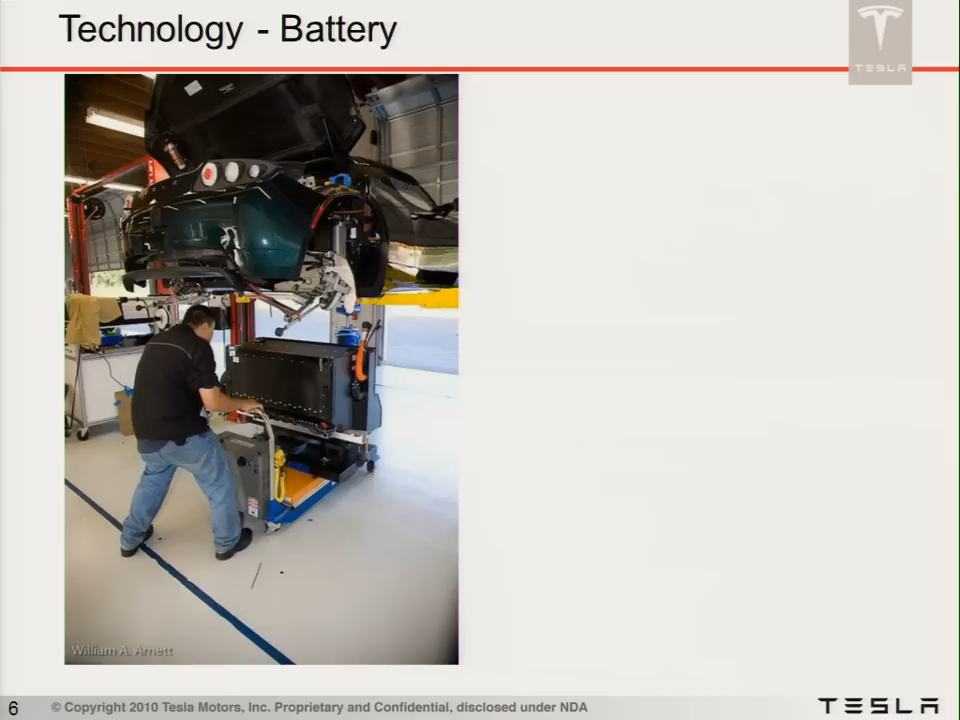 Technology - Battery
TESLA
William A. Arnett
6
© Copyright 2010 Tesla Motors, Inc. Proprietary and Confidential, disclosed under NDA
TESLA